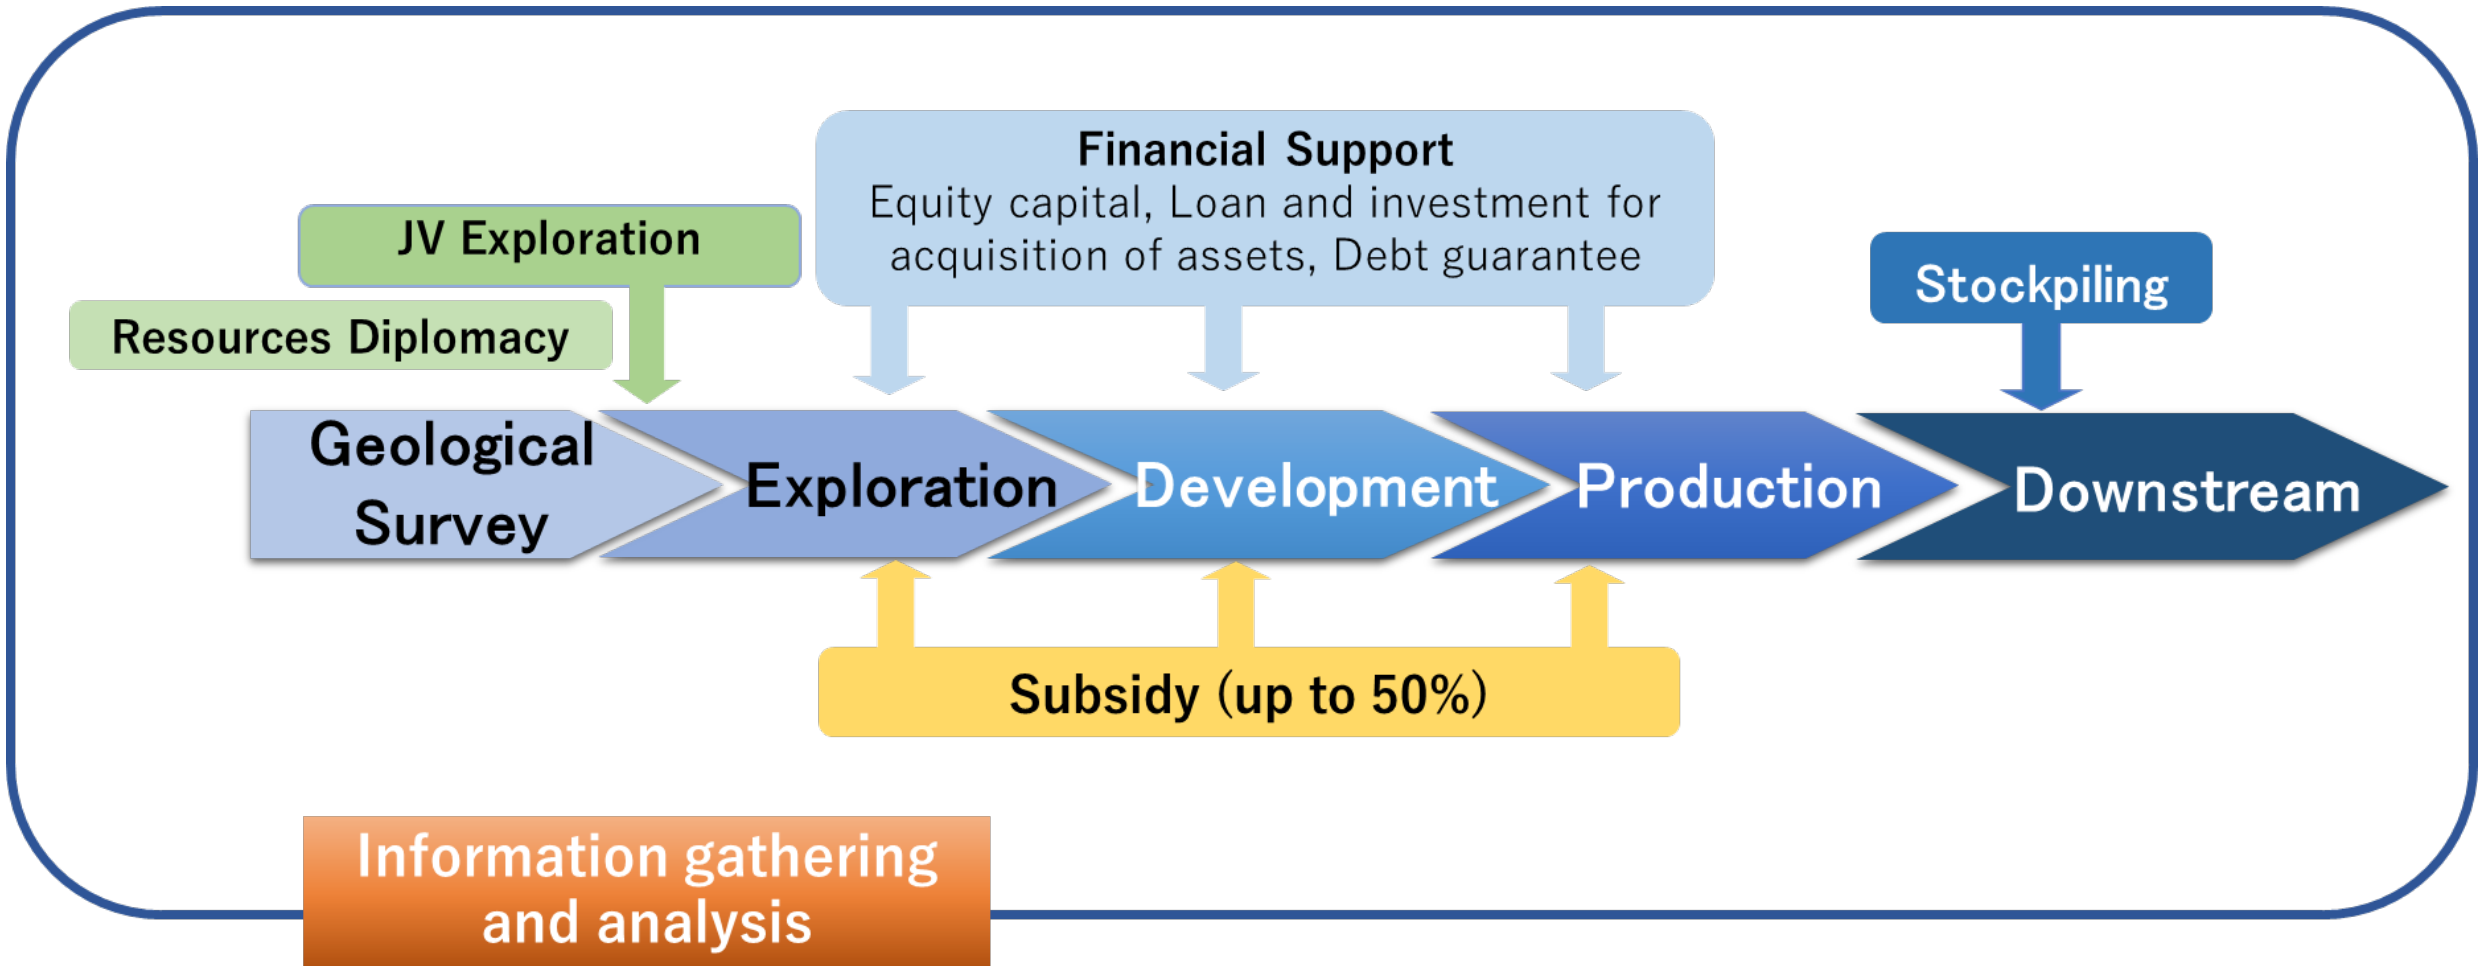 Financial Support
Equity capital, Loan and investment for
acquisition of assets, Debt guarantee
JV Exploration
Stockpiling
Resources Diplomacy
Geological
Survey
Exploration
Development
Production
Downstream
Subsidy (up to 50%)
Information gathering
and analysis